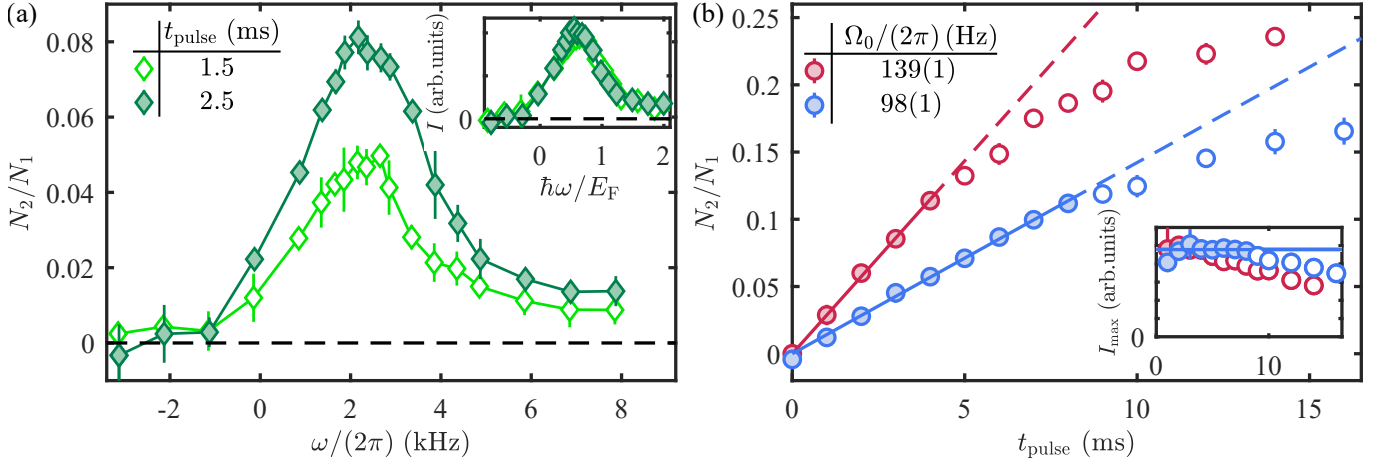 (a)
t_pulse (ms)
1.5
2.5
0.08
0.06
0.04
0.02
0
N_2/N_1
-2 0 2 4 6 8
ω/(2π) (kHz)
I (arb.units)
0 1 2
ħω/E_F
(b)
Ω_0/(2π) (Hz)
139(1)
98(1)
0.25
0.2
0.15
0.1
0.05
0
N_2/N_1
0 5 10 15
t_pulse (ms)
I_max (arb.units)
0
0 10